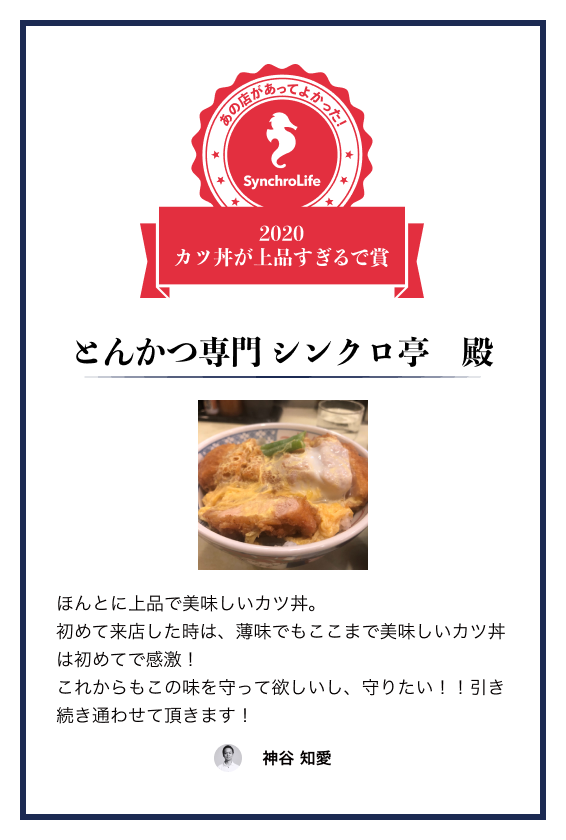 あの店があってよかった！
SynchroLife
2020
カツ丼が上品すぎるで賞
とんかつ専門 シンクロ亭　殿
ほんとに上品で美味しいカツ丼。
初めて来店した時は、薄味でもここまで美味しいカツ丼
は初めてで感激！
これからもこの味を守って欲しいし、守りたい！！引き
続き通わせて頂きます！
神谷 知愛